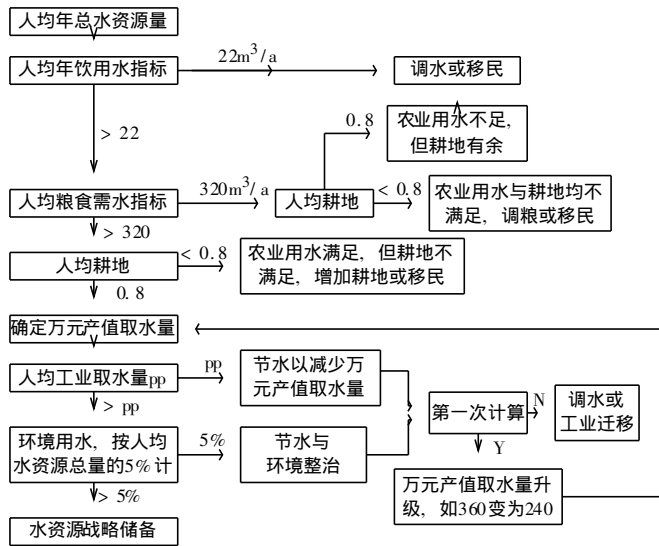 人均年总水资源量
人均年饮用水指标
22m³/a
调水或移民
> 22
0.8
农业用水不足,
但耕地有余
人均粮食需水指标
320m³/a
人均耕地
< 0.8
农业用水与耕地均不
满足, 调粮或移民
> 320
人均耕地
< 0.8
农业用水满足, 但耕地不
满足, 增加耕地或移民
0.8
确定万元产值取水量
人均工业取水量pp
pp
节水以减少万
元产值取水量
> pp
第一次计算
N
调水或
工业迁移
环境用水, 按人均
水资源总量的5%计
5%
节水与
环境整治
Y
> 5%
万元产值取水量升
级, 如360变为240
水资源战略储备